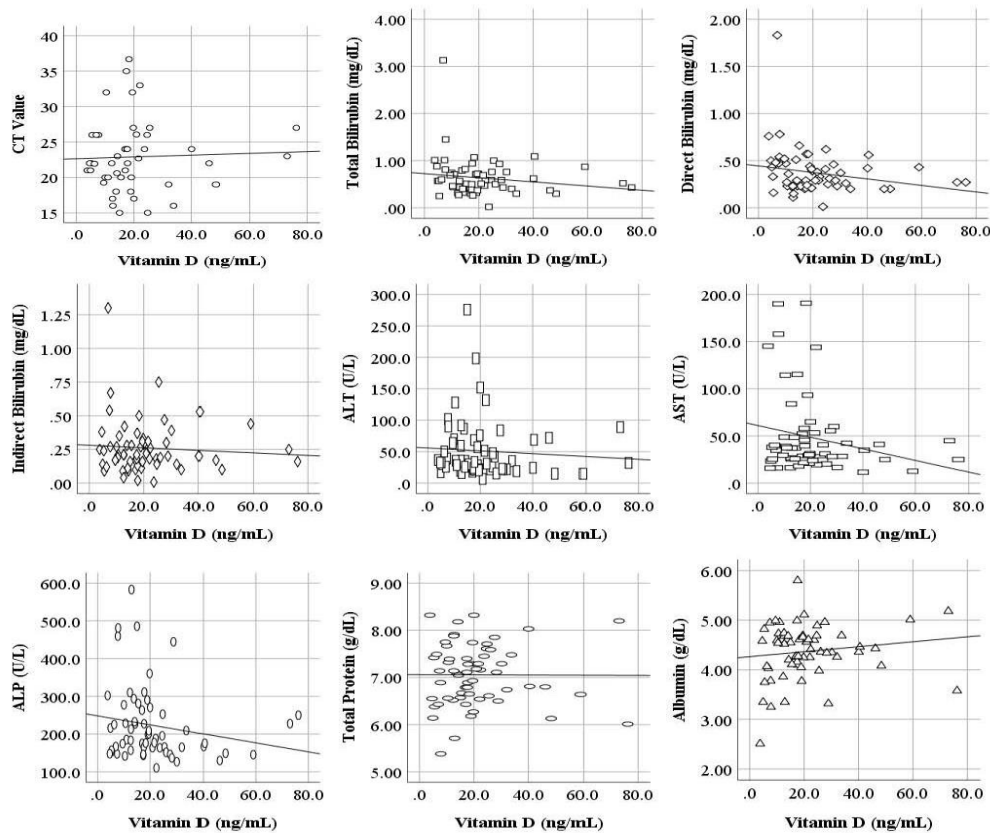 CT Value
40
35
30
25
20
15
.0 20.0 40.0 60.0 80.0
Vitamin D (ng/mL)
Total Bilirubin (mg/dL)
4.00
3.00
2.00
1.00
.00
.0 20.0 40.0 60.0 80.0
Vitamin D (ng/mL)
Direct Bilirubin (mg/dL)
2.00
1.50
1.00
.50
.00
.0 20.0 40.0 60.0 80.0
Vitamin D (ng/mL)
Indirect Bilirubin (mg/dL)
1.25
1.00
.75
.50
.25
.00
.0 20.0 40.0 60.0 80.0
Vitamin D (ng/mL)
ALT (U/L)
300.0
250.0
200.0
150.0
100.0
50.0
.0
.0 20.0 40.0 60.0 80.0
Vitamin D (ng/mL)
AST (U/L)
200.0
150.0
100.0
50.0
.0
.0 20.0 40.0 60.0 80.0
Vitamin D (ng/mL)
ALP (U/L)
600.0
500.0
400.0
300.0
200.0
100.0
.0 20.0 40.0 60.0 80.0
Vitamin D (ng/mL)
Total Protein (g/dL)
9.00
8.00
7.00
6.00
5.00
.0 20.0 40.0 60.0 80.0
Vitamin D (ng/mL)
Albumin (g/dL)
6.00
5.00
4.00
3.00
2.00
.0 20.0 40.0 60.0 80.0
Vitamin D (ng/mL)